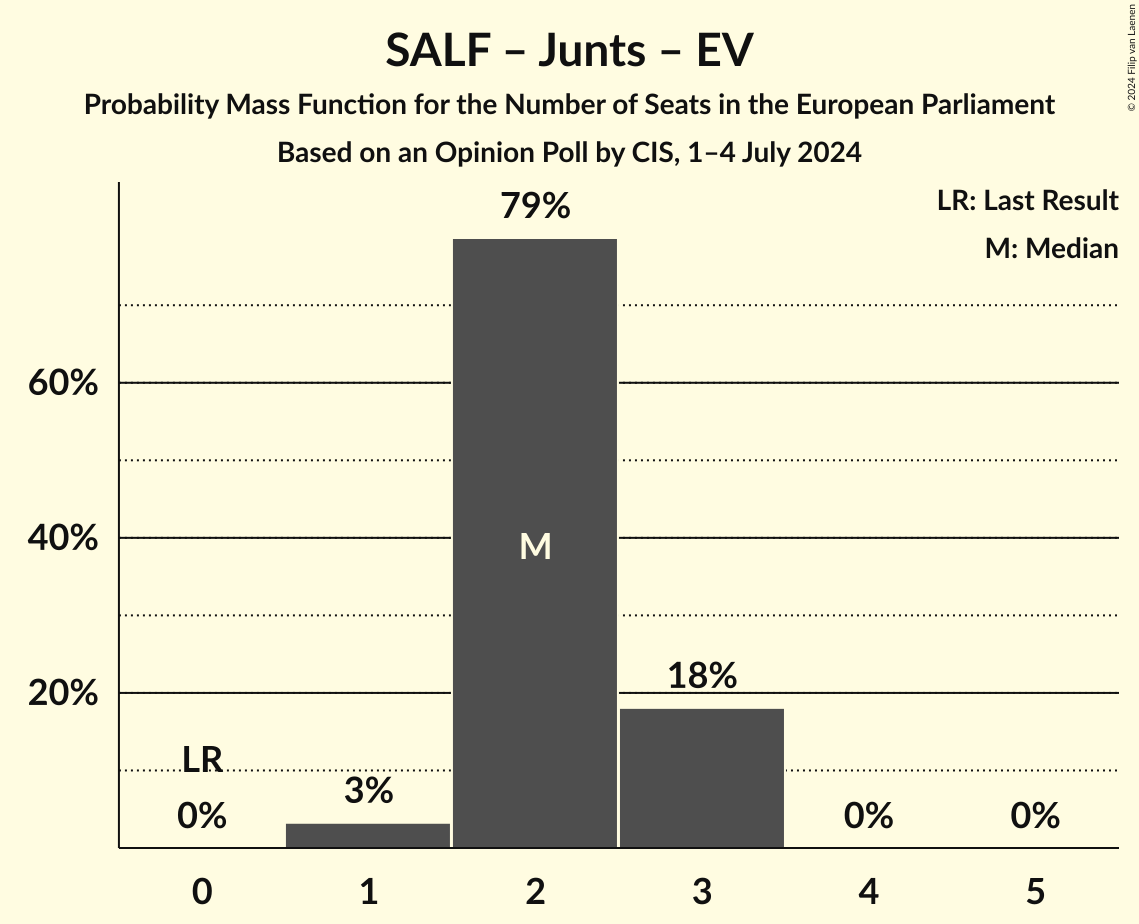 SALF – Junts – EV
Probability Mass Function for the Number of Seats in the European Parliament
Based on an Opinion Poll by CIS, 1–4 July 2024
© 2024 Filip van Laenen
LR: Last Result
M: Median
79%
60%
40%
M
18%
20%
LR
3%
0%
0%
0%
0
1
2
3
4
5